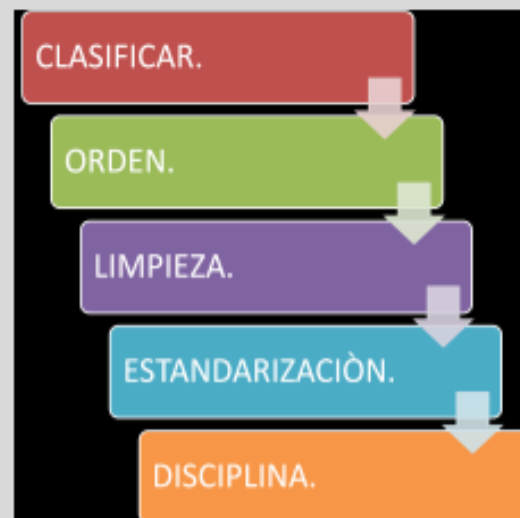 CLASIFICAR.
ORDEN.
LIMPIEZA.
ESTANDARIZACIÒN.
DISCIPLINA.